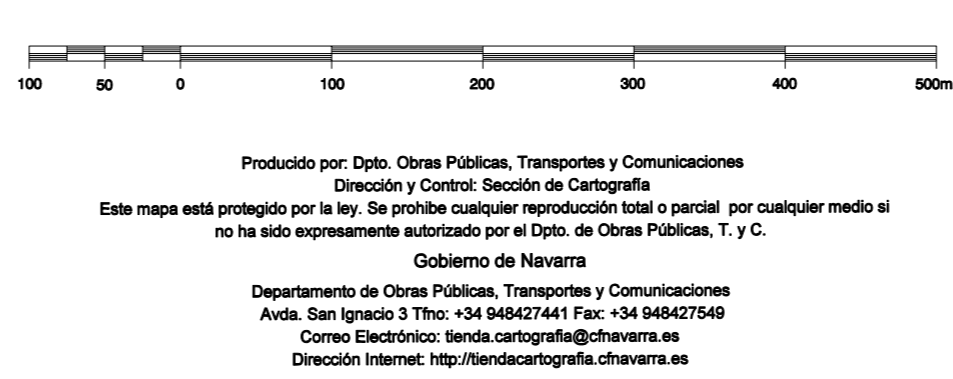 100 50 0 100 200 300 400 500m
Producido por: Dpto. Obras Públicas, Transportes y Comunicaciones
Dirección y Control: Sección de Cartografía
Este mapa está protegido por la ley. Se prohibe cualquier reproducción total o parcial por cualquier medio si
no ha sido expresamente autorizado por el Dpto. de Obras Públicas, T. y C.
Gobierno de Navarra
Departamento de Obras Públicas, Transportes y Comunicaciones
Avda. San Ignacio 3 Tfno: +34 948427441 Fax: +34 948427549
Correo Electrónico: tienda.cartografia@cfnavarra.es
Dirección Internet: http://tiendacartografia.cfnavarra.es